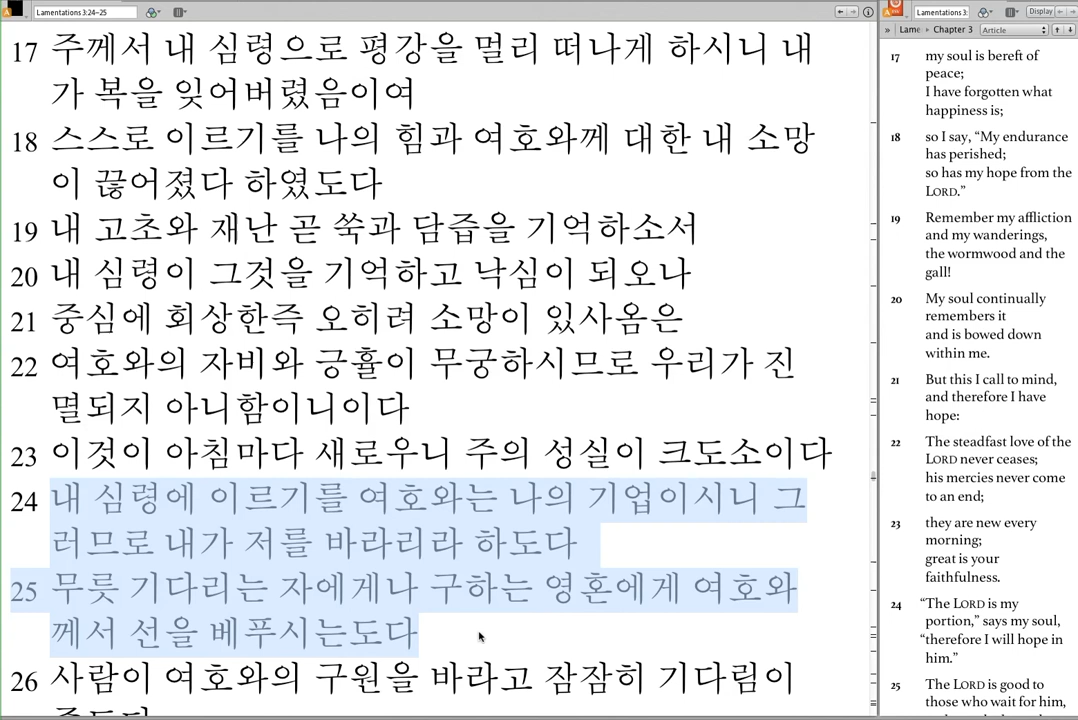 Lamentations 3:24–25
17 주께서 내 심령으로 평강을 멀리 떠나게 하시니 내
가 복을 잊어버렸음이여
18 스스로 이르기를 나의 힘과 여호와께 대한 내 소망
이 끊어졌다 하였도다
19 내 고초와 재난 곧 쑥과 담즙을 기억하소서
20 내 심령이 그것을 기억하고 낙심이 되오나
21 중심에 회상한즉 오히려 소망이 있사옴은
22 여호와의 자비와 긍휼이 무궁하시므로 우리가 진
멸되지 아니함이니이다
23 이것이 아침마다 새로우니 주의 성실이 크도소이다
24 내 심령에 이르기를 여호와는 나의 기업이시니 그
러므로 내가 저를 바라리라 하도다
25 무릇 기다리는 자에게나 구하는 영혼에게 여호와
께서 선을 베푸시는도다
26 사람이 여호와의 구원을 바라고 잠잠히 기다림이
Lamentations 3:
Display
» Lame Chapter 3 Article
17 my soul is bereft of
peace;
I have forgotten what
happiness is;
18 so I say, “My endurance
has perished;
so has my hope from the
LORD.”
19 Remember my affliction
and my wanderings,
the wormwood and the
gall!
20 My soul continually
remembers it
and is bowed down
within me.
21 But this I call to mind,
and therefore I have
hope:
22 The steadfast love of the
LORD never ceases;
his mercies never come
to an end;
23 they are new every
morning;
great is your
faithfulness.
24 “The LORD is my
portion,” says my soul,
“therefore I will hope in
him.”
25 The LORD is good to
those who wait for him,